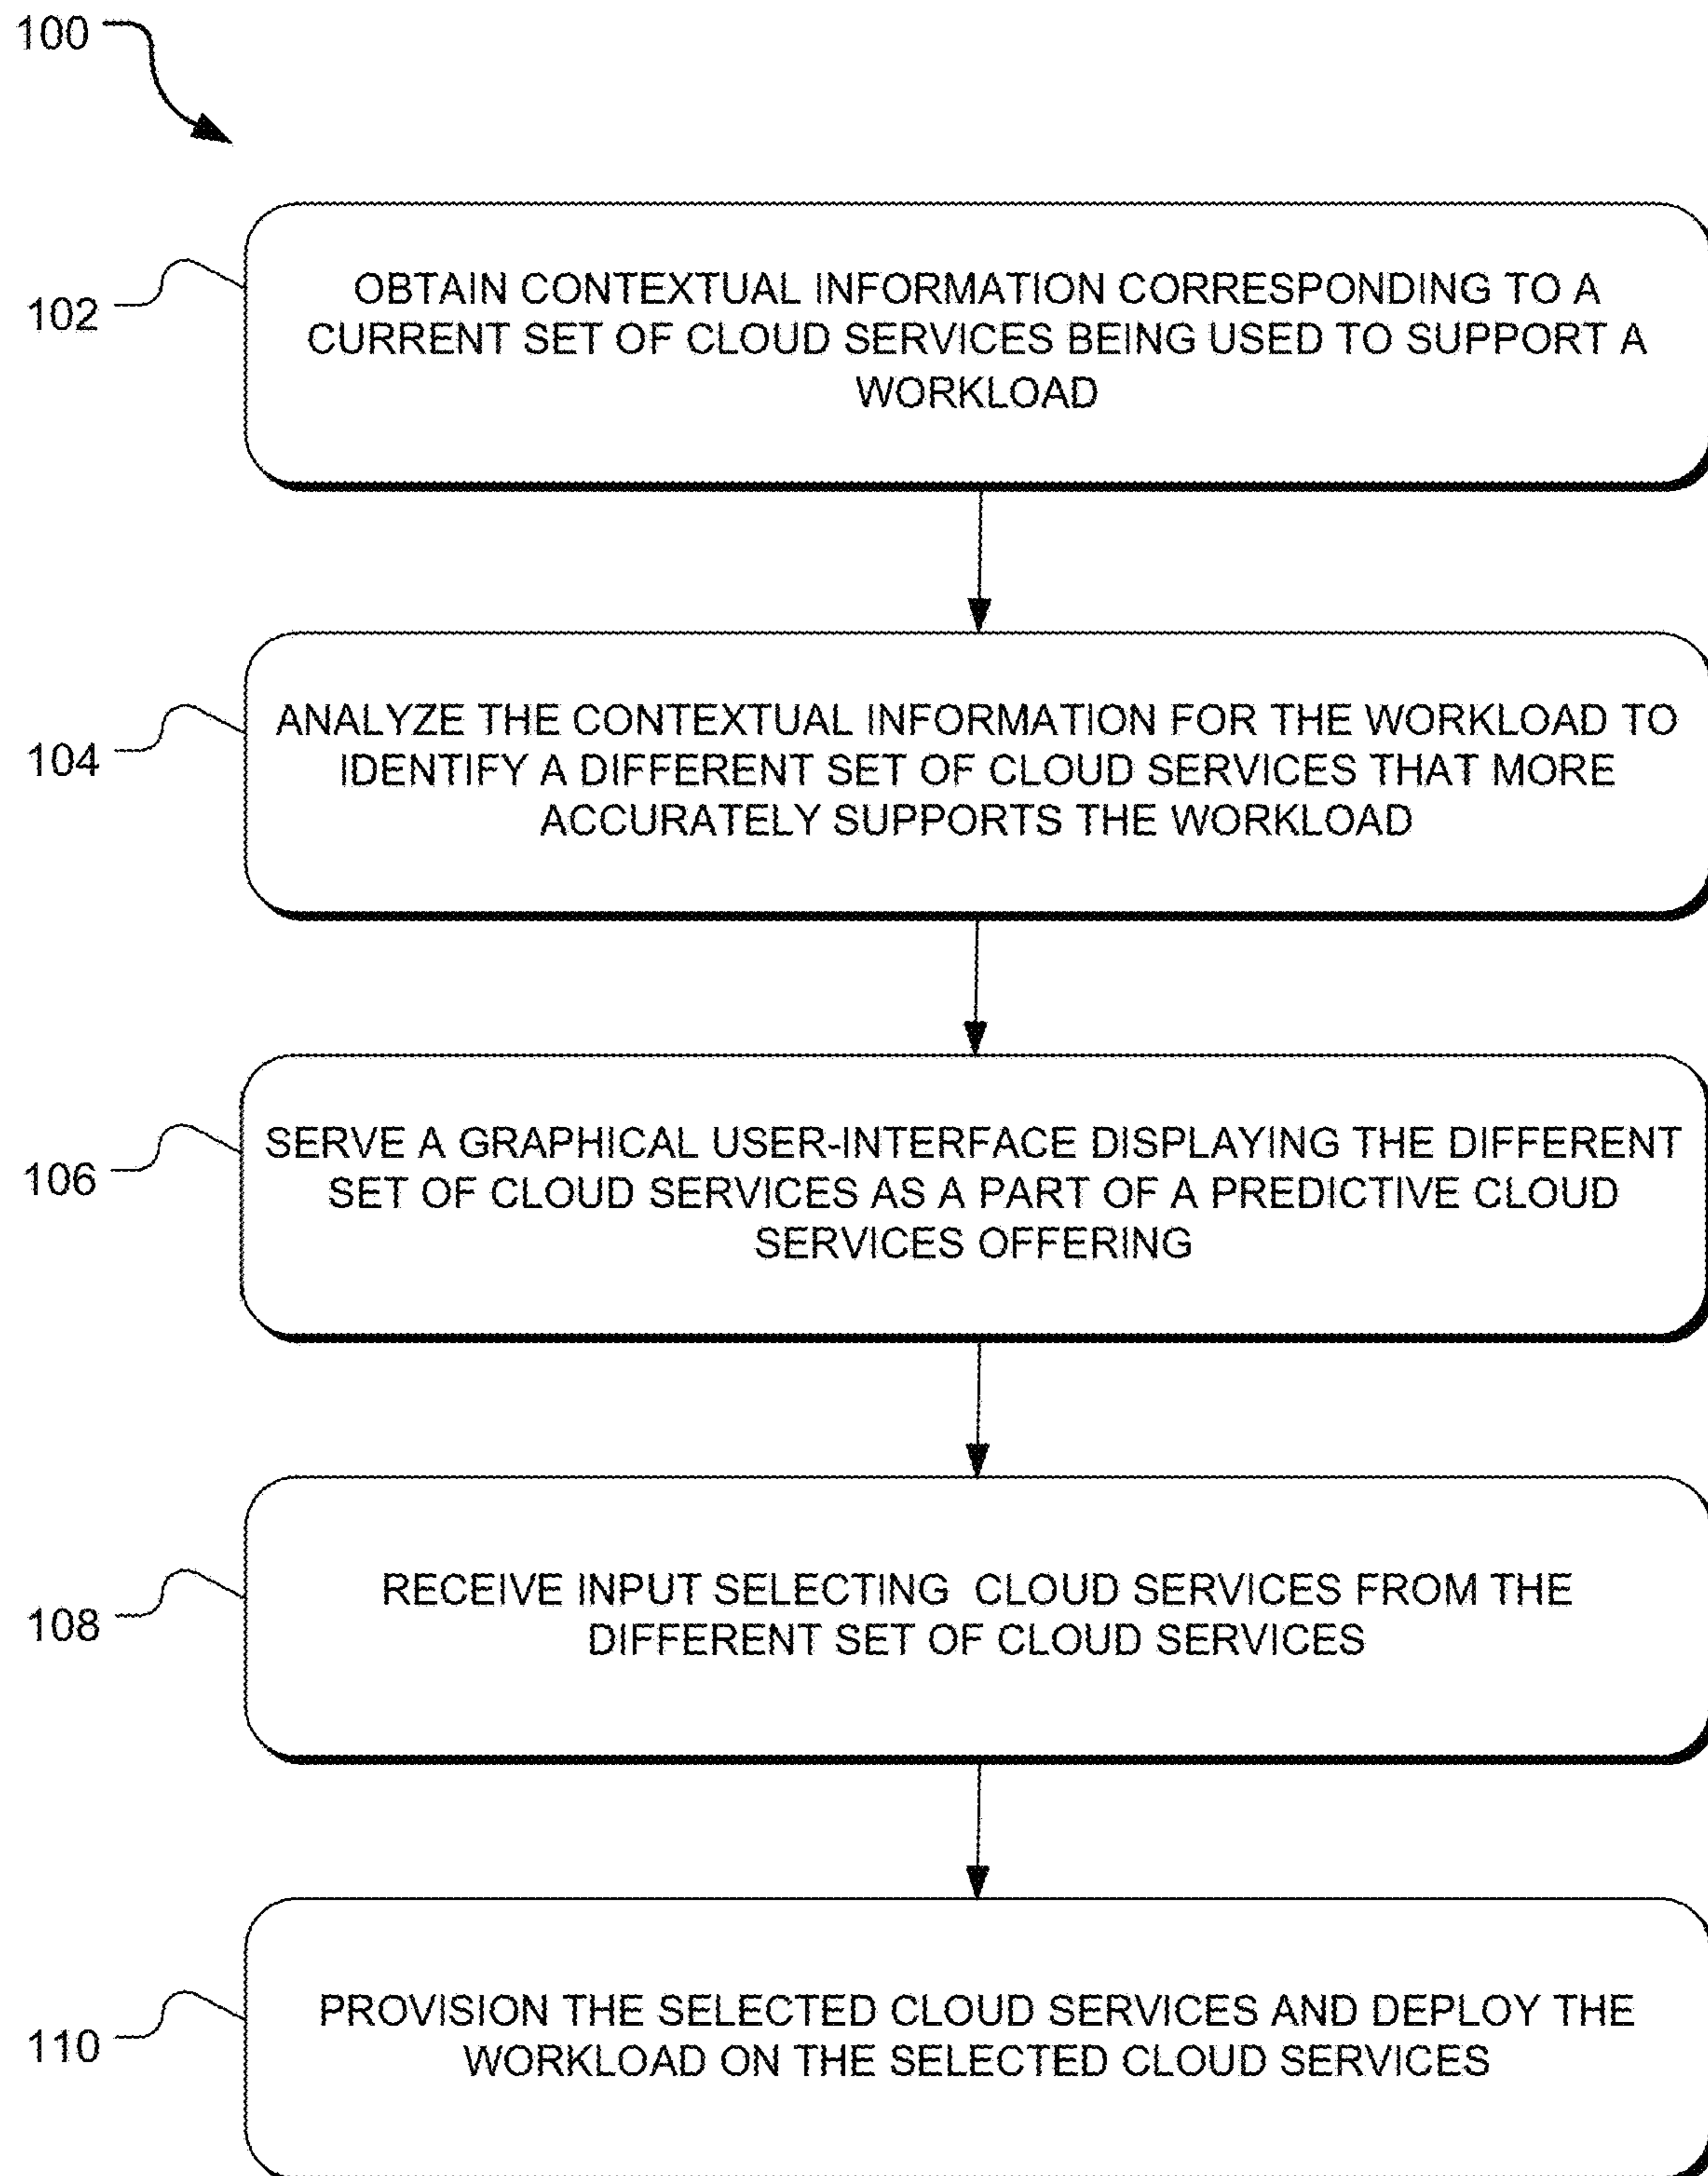 100
102
OBTAIN CONTEXTUAL INFORMATION CORRESPONDING TO A
CURRENT SET OF CLOUD SERVICES BEING USED TO SUPPORT A
WORKLOAD
104
ANALYZE THE CONTEXTUAL INFORMATION FOR THE WORKLOAD TO
IDENTIFY A DIFFERENT SET OF CLOUD SERVICES THAT MORE
ACCURATELY SUPPORTS THE WORKLOAD
106
SERVE A GRAPHICAL USER-INTERFACE DISPLAYING THE DIFFERENT
SET OF CLOUD SERVICES AS A PART OF A PREDICTIVE CLOUD
SERVICES OFFERING
108
RECEIVE INPUT SELECTING CLOUD SERVICES FROM THE
DIFFERENT SET OF CLOUD SERVICES
110
PROVISION THE SELECTED CLOUD SERVICES AND DEPLOY THE
WORKLOAD ON THE SELECTED CLOUD SERVICES